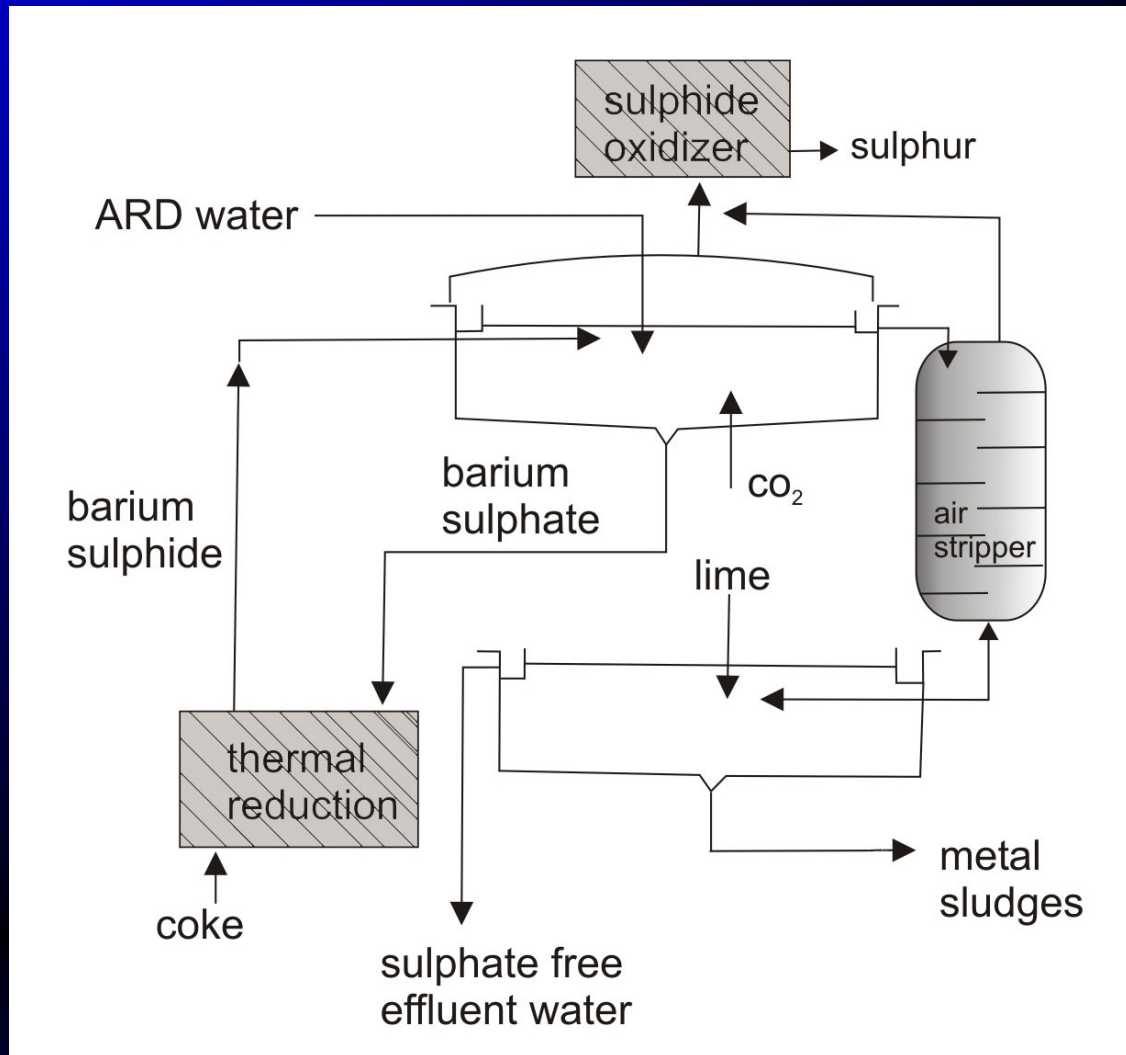 sulphide
oxidizer
sulphur
ARD water
barium
sulphide
barium
sulphate
co₂
air
stripper
lime
thermal
reduction
coke
metal
sludges
sulphate free
effluent water